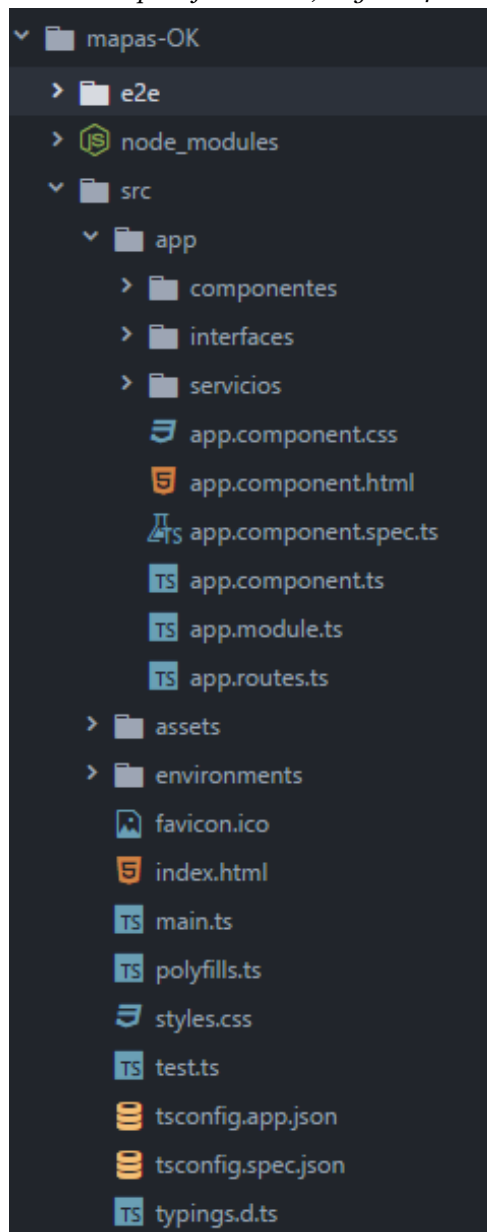 mapas-OK
e2e
node_modules
src
app
componentes
interfaces
servicios
app.component.css
app.component.html
app.component.spec.ts
app.component.ts
app.module.ts
app.routes.ts
assets
environments
favicon.ico
index.html
main.ts
polyfills.ts
styles.css
test.ts
tsconfig.app.json
tsconfig.spec.json
typings.d.ts